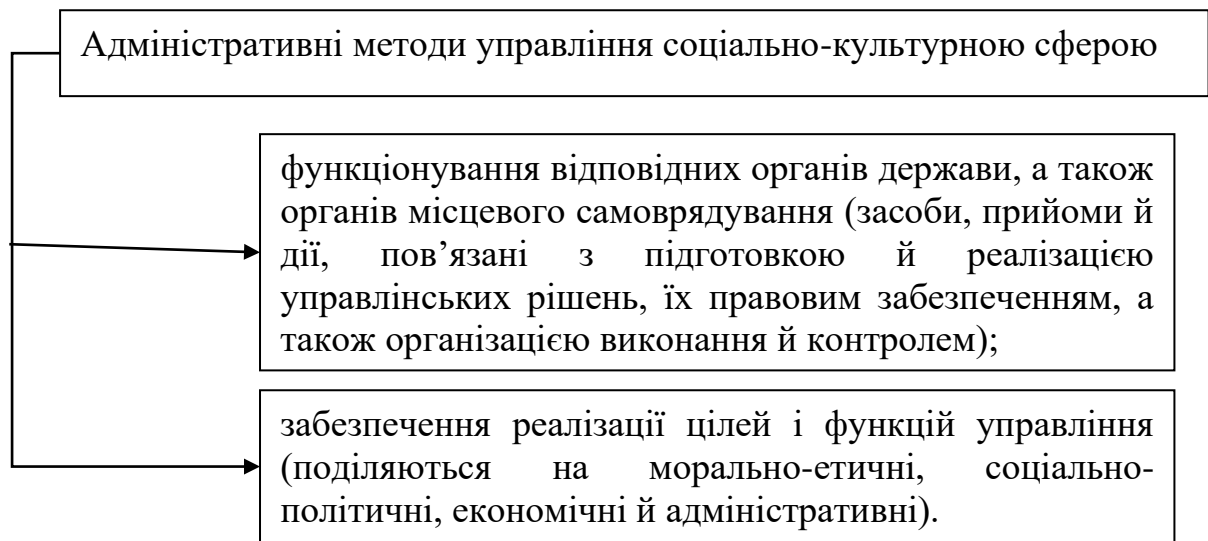 Адміністративні методи управління соціально-культурною сферою
функціонування відповідних органів держави, а також
органів місцевого самоврядування (засоби, прийоми й
дії, пов’язані з підготовкою й реалізацією
управлінських рішень, їх правовим забезпеченням, а
також організацією виконання й контролем);
забезпечення реалізації цілей і функцій управління
(поділяються на морально-етичні, соціально-
політичні, економічні й адміністративні).